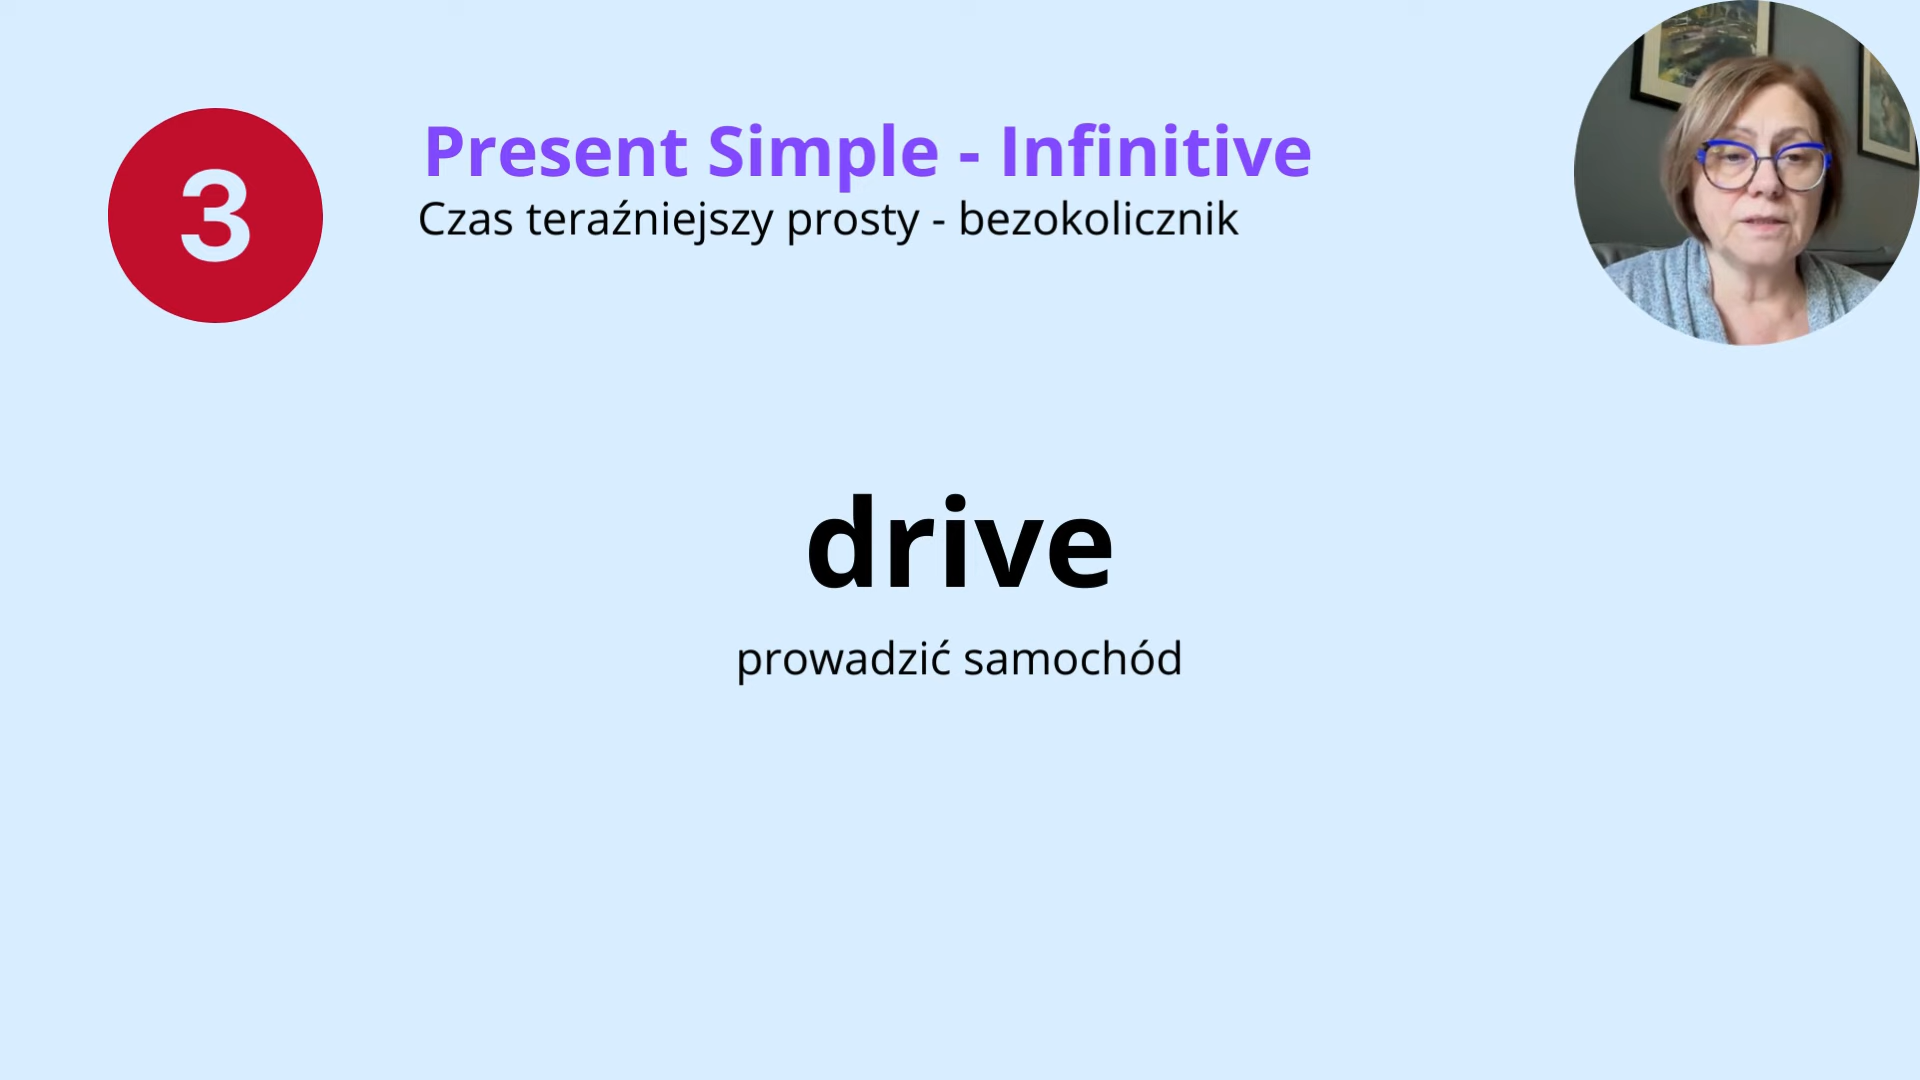 3
Present Simple - Infinitive
Czas teraźniejszy prosty - bezokolicznik
drive
prowadzić samochód